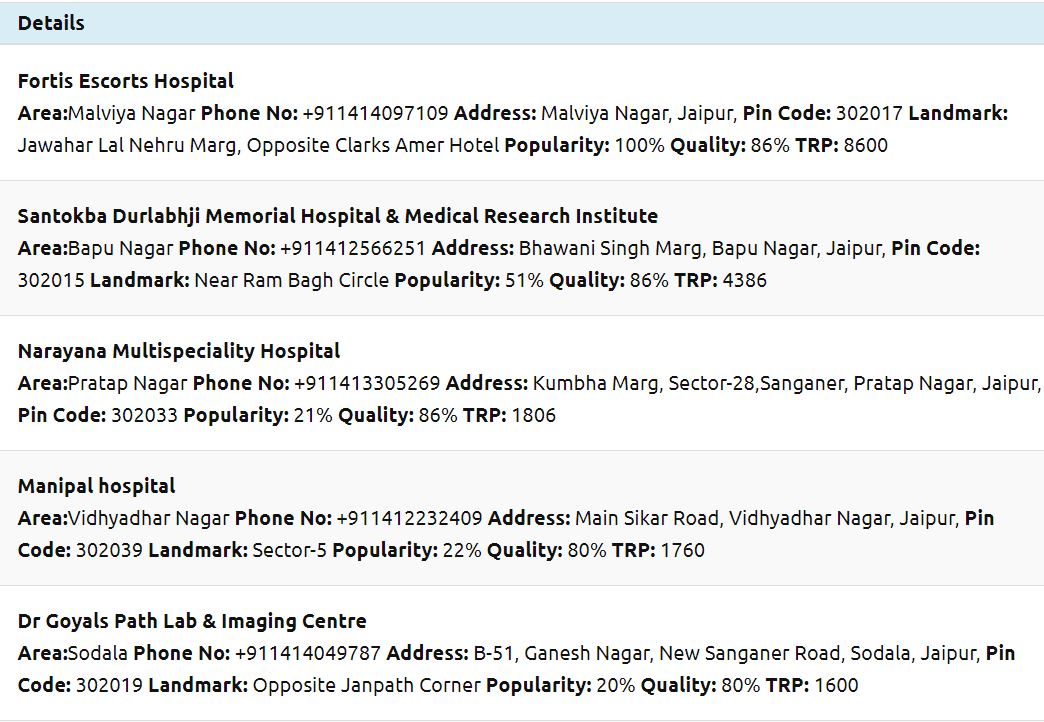 Details
Fortis Escorts Hospital
Area:Malviya Nagar Phone No: +911414097109 Address: Malviya Nagar, Jaipur, Pin Code: 302017 Landmark:
Jawahar Lal Nehru Marg, Opposite Clarks Amer Hotel Popularity: 100% Quality: 86% TRP: 8600
Santokba Durlabhji Memorial Hospital & Medical Research Institute
Area:Bapu Nagar Phone No: +911412566251 Address: Bhawani Singh Marg, Bapu Nagar, Jaipur, Pin Code:
302015 Landmark: Near Ram Bagh Circle Popularity: 51% Quality: 86% TRP: 4386
Narayana Multispeciality Hospital
Area:Pratap Nagar Phone No: +911413305269 Address: Kumbha Marg, Sector-28,Sanganer, Pratap Nagar, Jaipur,
Pin Code: 302033 Popularity: 21% Quality: 86% TRP: 1806
Manipal hospital
Area:Vidhyadhar Nagar Phone No: +911412232409 Address: Main Sikar Road, Vidhyadhar Nagar, Jaipur, Pin
Code: 302039 Landmark: Sector-5 Popularity: 22% Quality: 80% TRP: 1760
Dr Goyals Path Lab & Imaging Centre
Area:Sodala Phone No: +911414049787 Address: B-51, Ganesh Nagar, New Sanganer Road, Sodala, Jaipur, Pin
Code: 302019 Landmark: Opposite Janpath Corner Popularity: 20% Quality: 80% TRP: 1600